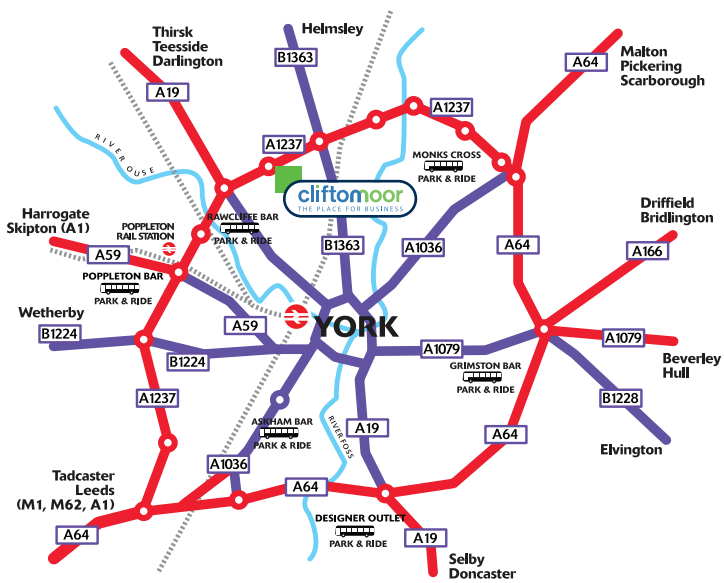 Thirsk
Teesside
Darlington
Helmsley
B1363
A19
A64
Malton
Pickering
Scarborough
A1237
A1237
RIVER OUSE
MONKS CROSS
PARK & RIDE
cliftonmoor
THE PLACE FOR BUSINESS
Harrogate
Skipton (A1)
POPPLETON
RAIL STATION
RAWCLIFFE BAR
PARK & RIDE
B1363
A1036
A64
Driffield
Bridlington
A166
A59
POPPLETON BAR
PARK & RIDE
Wetherby
B1224
A59
YORK
B1224
A1079
A1079
Beverley
Hull
GRIMSTON BAR
PARK & RIDE
A1237
B1228
Elvington
ASKHAM BAR
PARK & RIDE
RIVER FOSS
A19
A64
A1036
Tadcaster
Leeds
(M1, M62, A1)
A64
A64
DESIGNER OUTLET
PARK & RIDE
A19
Selby
Doncaster